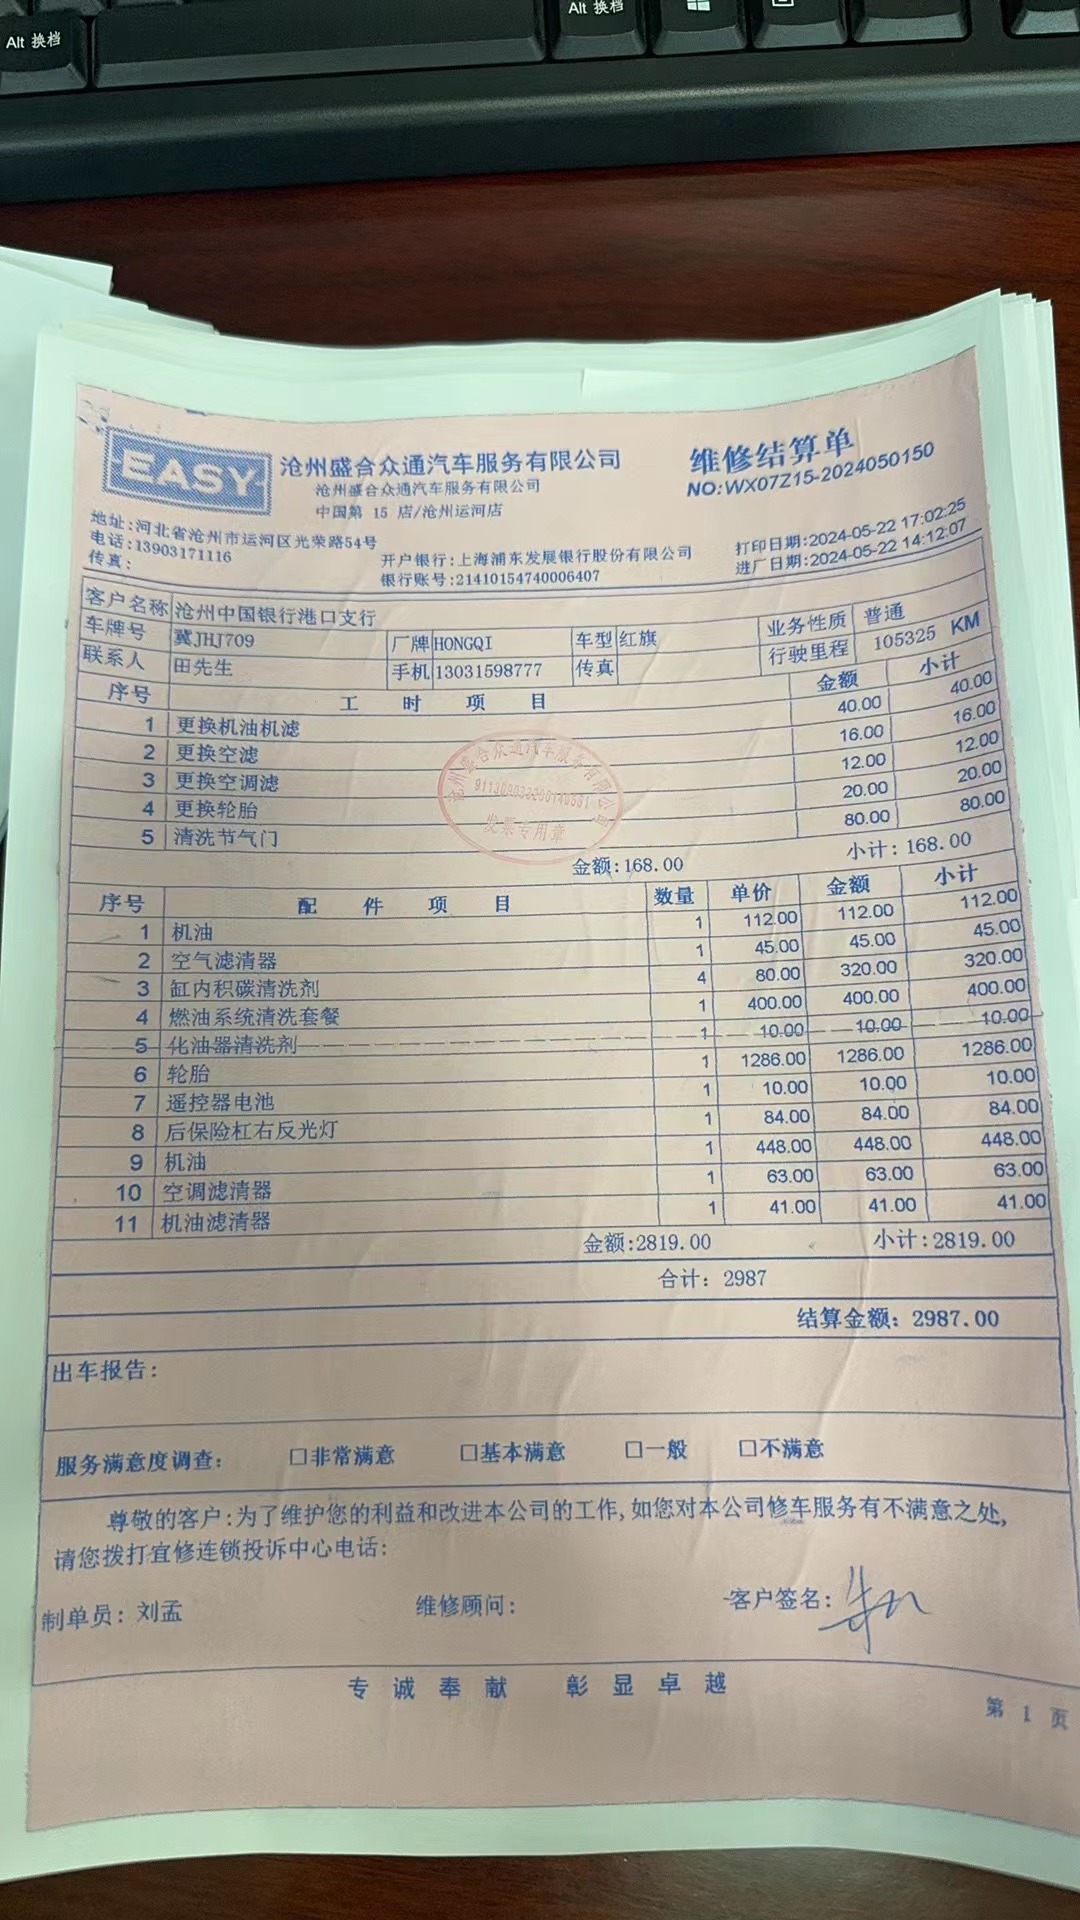 Alt 换档
Alt 换档
EASY
沧州盛合众通汽车服务有限公司
沧州盛合众通汽车服务有限公司
中国第 15 店/沧州运河店
维修结算单
NO:WX07Z15-2024050150
地址:河北省沧州市运河区光荣路54号
电话:13903171116
传真:
开户银行:上海浦东发展银行股份有限公司
银行账号:21410154740006407
打印日期:2024-05-22 17:02:25
进厂日期:2024-05-22 14:12:07
客户名称 沧州中国银行港口支行 业务性质 普通
车牌号 冀JHJ709 厂牌 HONGQI 车型 红旗 行驶里程 105325 KM
联系人 田先生 手机 13031598777 传真
序号 工时项目 金额 小计
1 更换机油机滤 40.00 40.00
2 更换空滤 16.00 16.00
3 更换空调滤 12.00 12.00
4 更换轮胎 20.00 20.00
5 清洗节气门 80.00 80.00
金额:168.00 小计:168.00
沧州盛合众通汽车服务有限公司
发票专用章
序号 配件项目 数量 单价 金额 小计
1 机油 1 112.00 112.00 112.00
2 空气滤清器 1 45.00 45.00 45.00
3 缸内积碳清洗剂 4 80.00 320.00 320.00
4 燃油系统清洗套餐 1 400.00 400.00 400.00
5 化油器清洗剂 1 10.00 10.00 10.00
6 轮胎 1 1286.00 1286.00 1286.00
7 遥控器电池 1 10.00 10.00 10.00
8 后保险杠右反光灯 1 84.00 84.00 84.00
9 机油 1 448.00 448.00 448.00
10 空调滤清器 1 63.00 63.00 63.00
11 机油滤清器 1 41.00 41.00 41.00
金额:2819.00 小计:2819.00
合计: 2987
结算金额: 2987.00
出车报告:
服务满意度调查: □非常满意 □基本满意 □一般 □不满意
尊敬的客户:为了维护您的利益和改进本公司的工作,如您对本公司修车服务有不满意之处,
请您拨打宜修连锁投诉中心电话:
制单员: 刘孟 维修顾问: 客户签名:
专诚奉献 彰显卓越
第 1 页